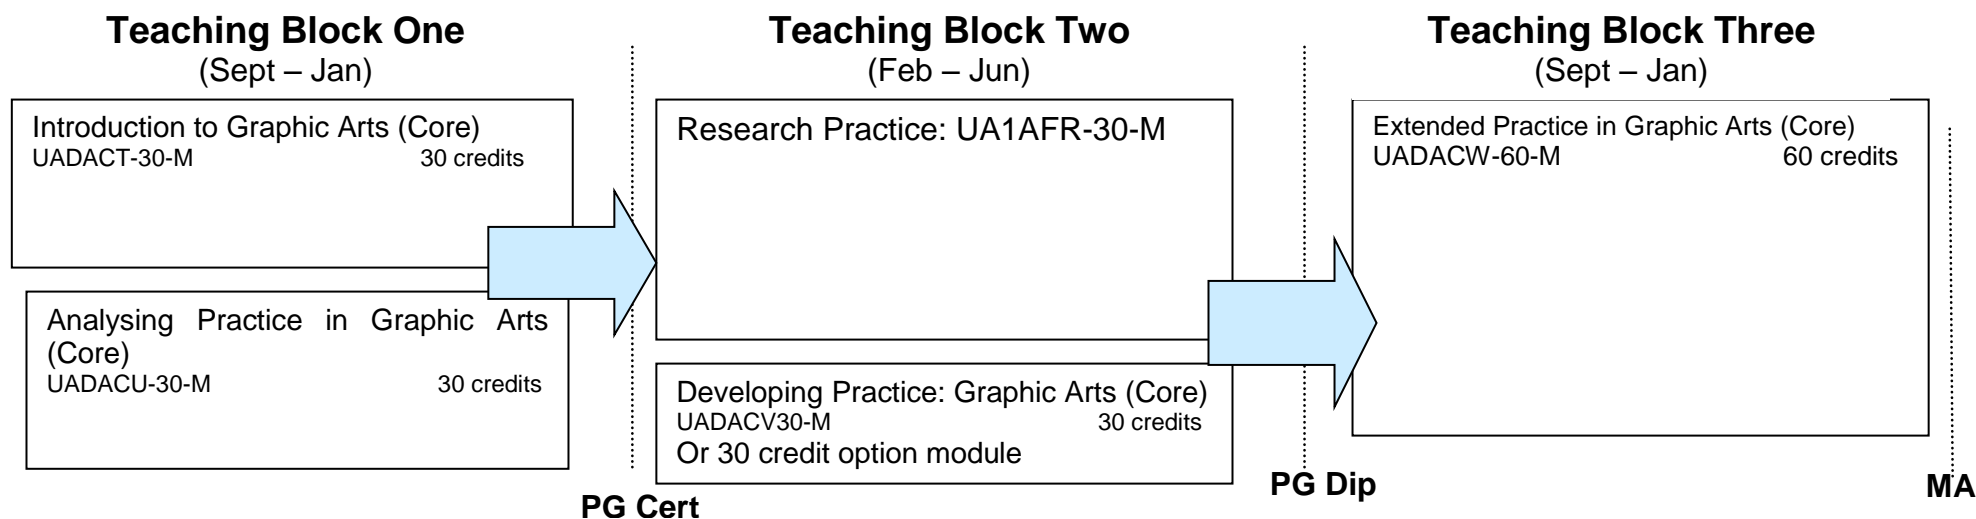 Teaching Block One
(Sept – Jan)
Introduction to Graphic Arts (Core)
UADACT-30-M 30 credits
Analysing Practice in Graphic Arts
(Core)
UADACU-30-M 30 credits
PG Cert
Teaching Block Two
(Feb – Jun)
Research Practice: UA1AFR-30-M
Developing Practice: Graphic Arts (Core)
UADACV30-M 30 credits
Or 30 credit option module
PG Dip
Teaching Block Three
(Sept – Jan)
Extended Practice in Graphic Arts (Core)
UADACW-60-M 60 credits
MA